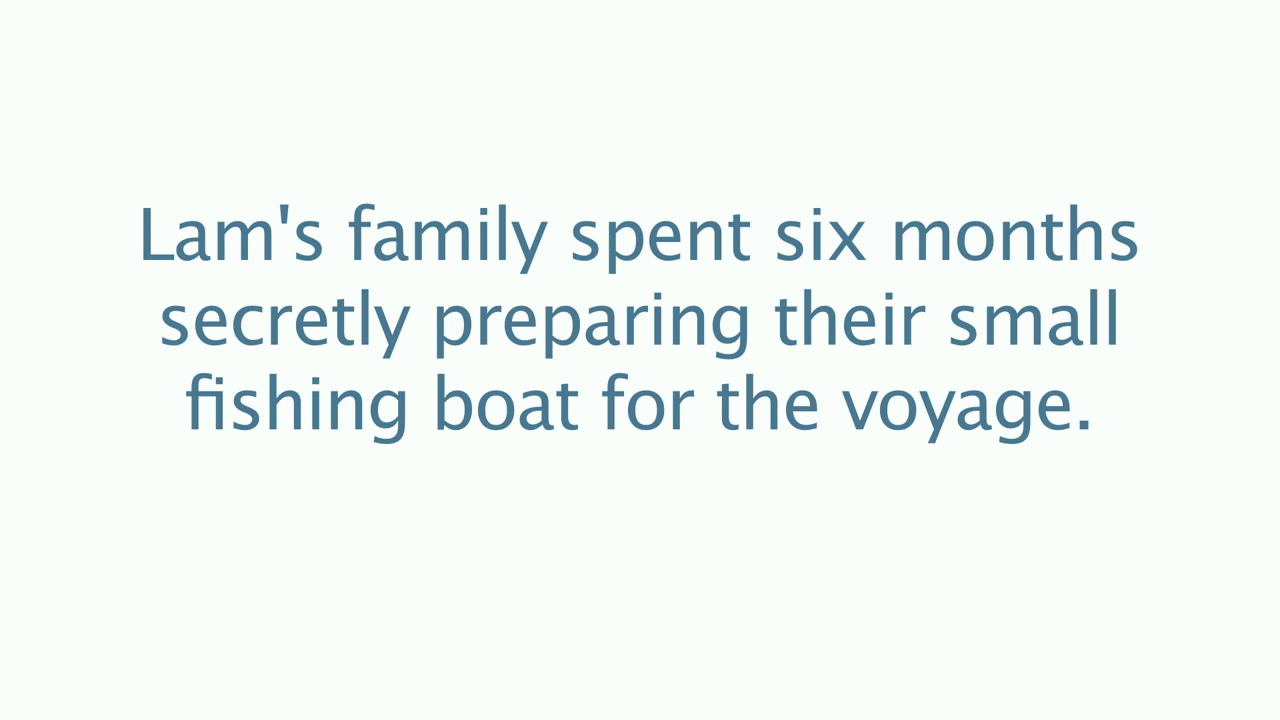 Lam's family spent six months
secretly preparing their small
fishing boat for the voyage.